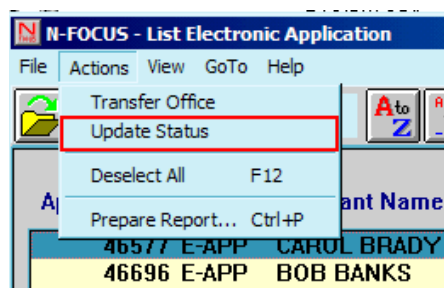 N-FOCUS - List Electronic Application
File Actions View GoTo Help
Transfer Office
Update Status
A to Z
Deselect All F12
ant Name
Prepare Report... Ctrl+P
46577 E-APP CAROL BRADY
46696 E-APP BOB BANKS